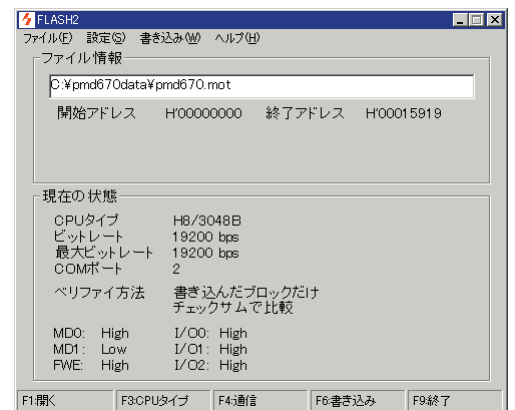 FLASH2
ファイル(F) 設定(S) 書き込み(W) ヘルプ(H)
ファイル情報
C:¥pmd670data¥pmd670.mot
開始アドレス H'00000000 終了アドレス H'00015919
現在の状態
CPUタイプ H8/3048B
ビットレート 19200 bps
最大ビットレート 19200 bps
COMポート 2
ベリファイ方法 書き込んだブロックだけ
チェックサムで比較
MD0: High I/O0: High
MD1: Low I/O1: High
FWE: High I/O2: High
F1:開く F3:CPUタイプ F4:通信 F6:書き込み F9:終了